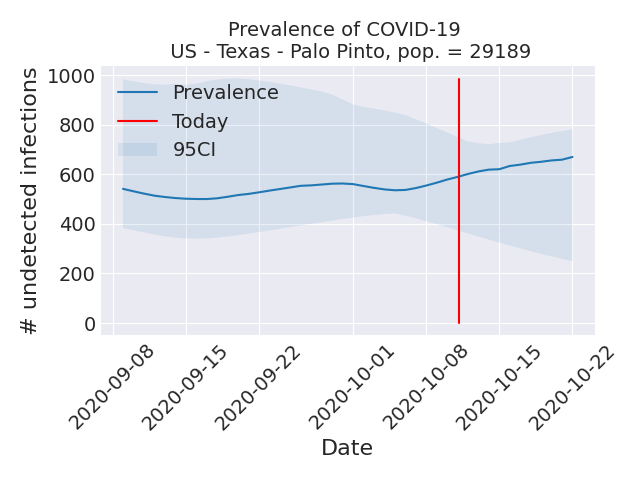 Prevalence of COVID-19
US - Texas - Palo Pinto, pop. = 29189
# undetected infections
1000
800
600
400
200
0
Prevalence
Today
95CI
2020-09-08
2020-09-15
2020-09-22
2020-10-01
2020-10-08
2020-10-15
2020-10-22
Date